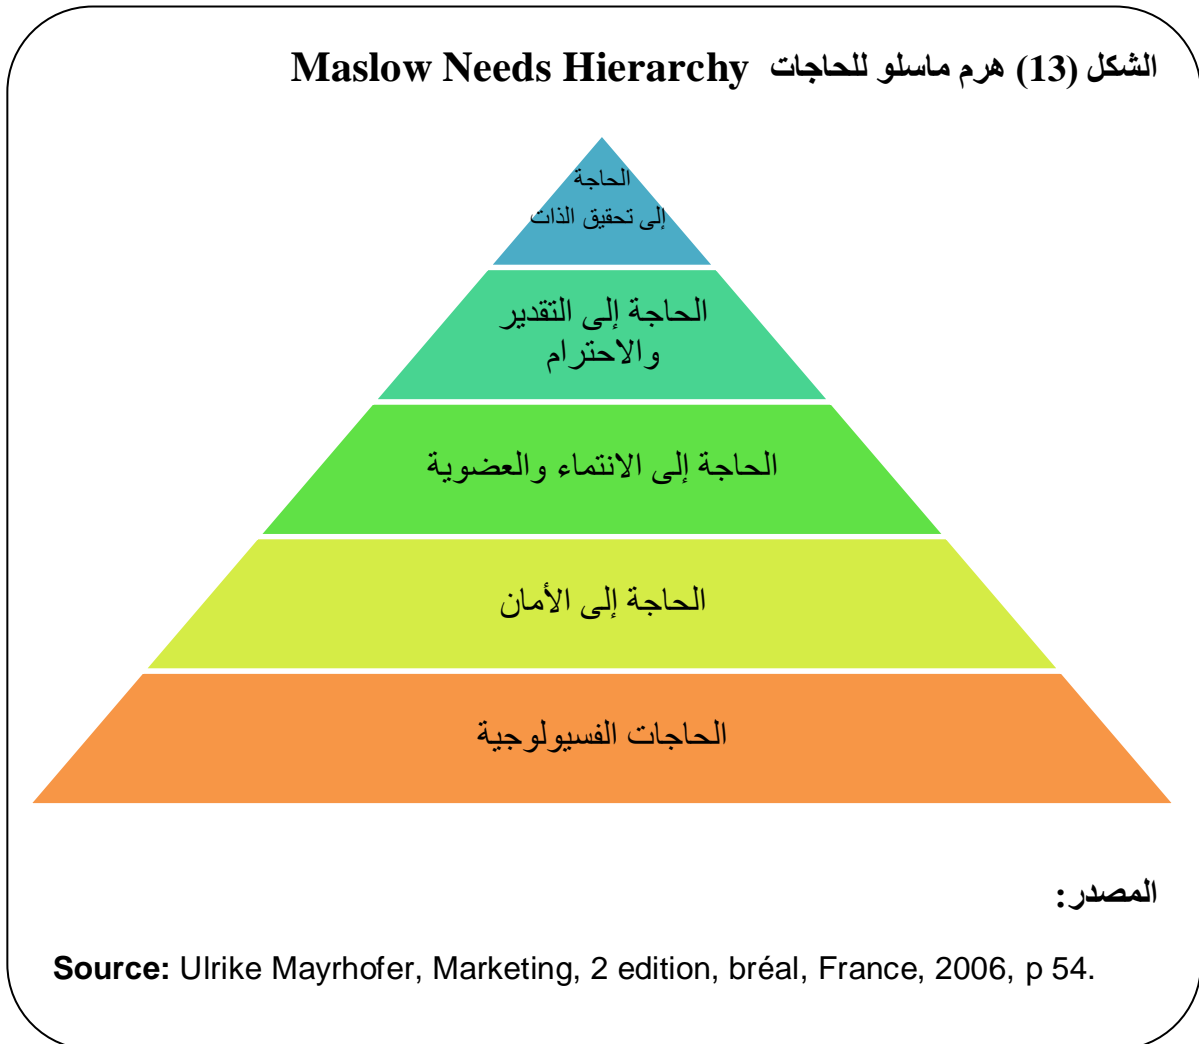 الشكل (13) هرم ماسلو للحاجات Maslow Needs Hierarchy
الحاجة
إلى تحقيق الذات
الحاجة إلى التقدير
والاحترام
الحاجة إلى الانتماء والعضوية
الحاجة إلى الأمان
الحاجات الفسيولوجية
المصدر:
Source: Ulrike Mayrhofer, Marketing, 2 edition, bréal, France, 2006, p 54.